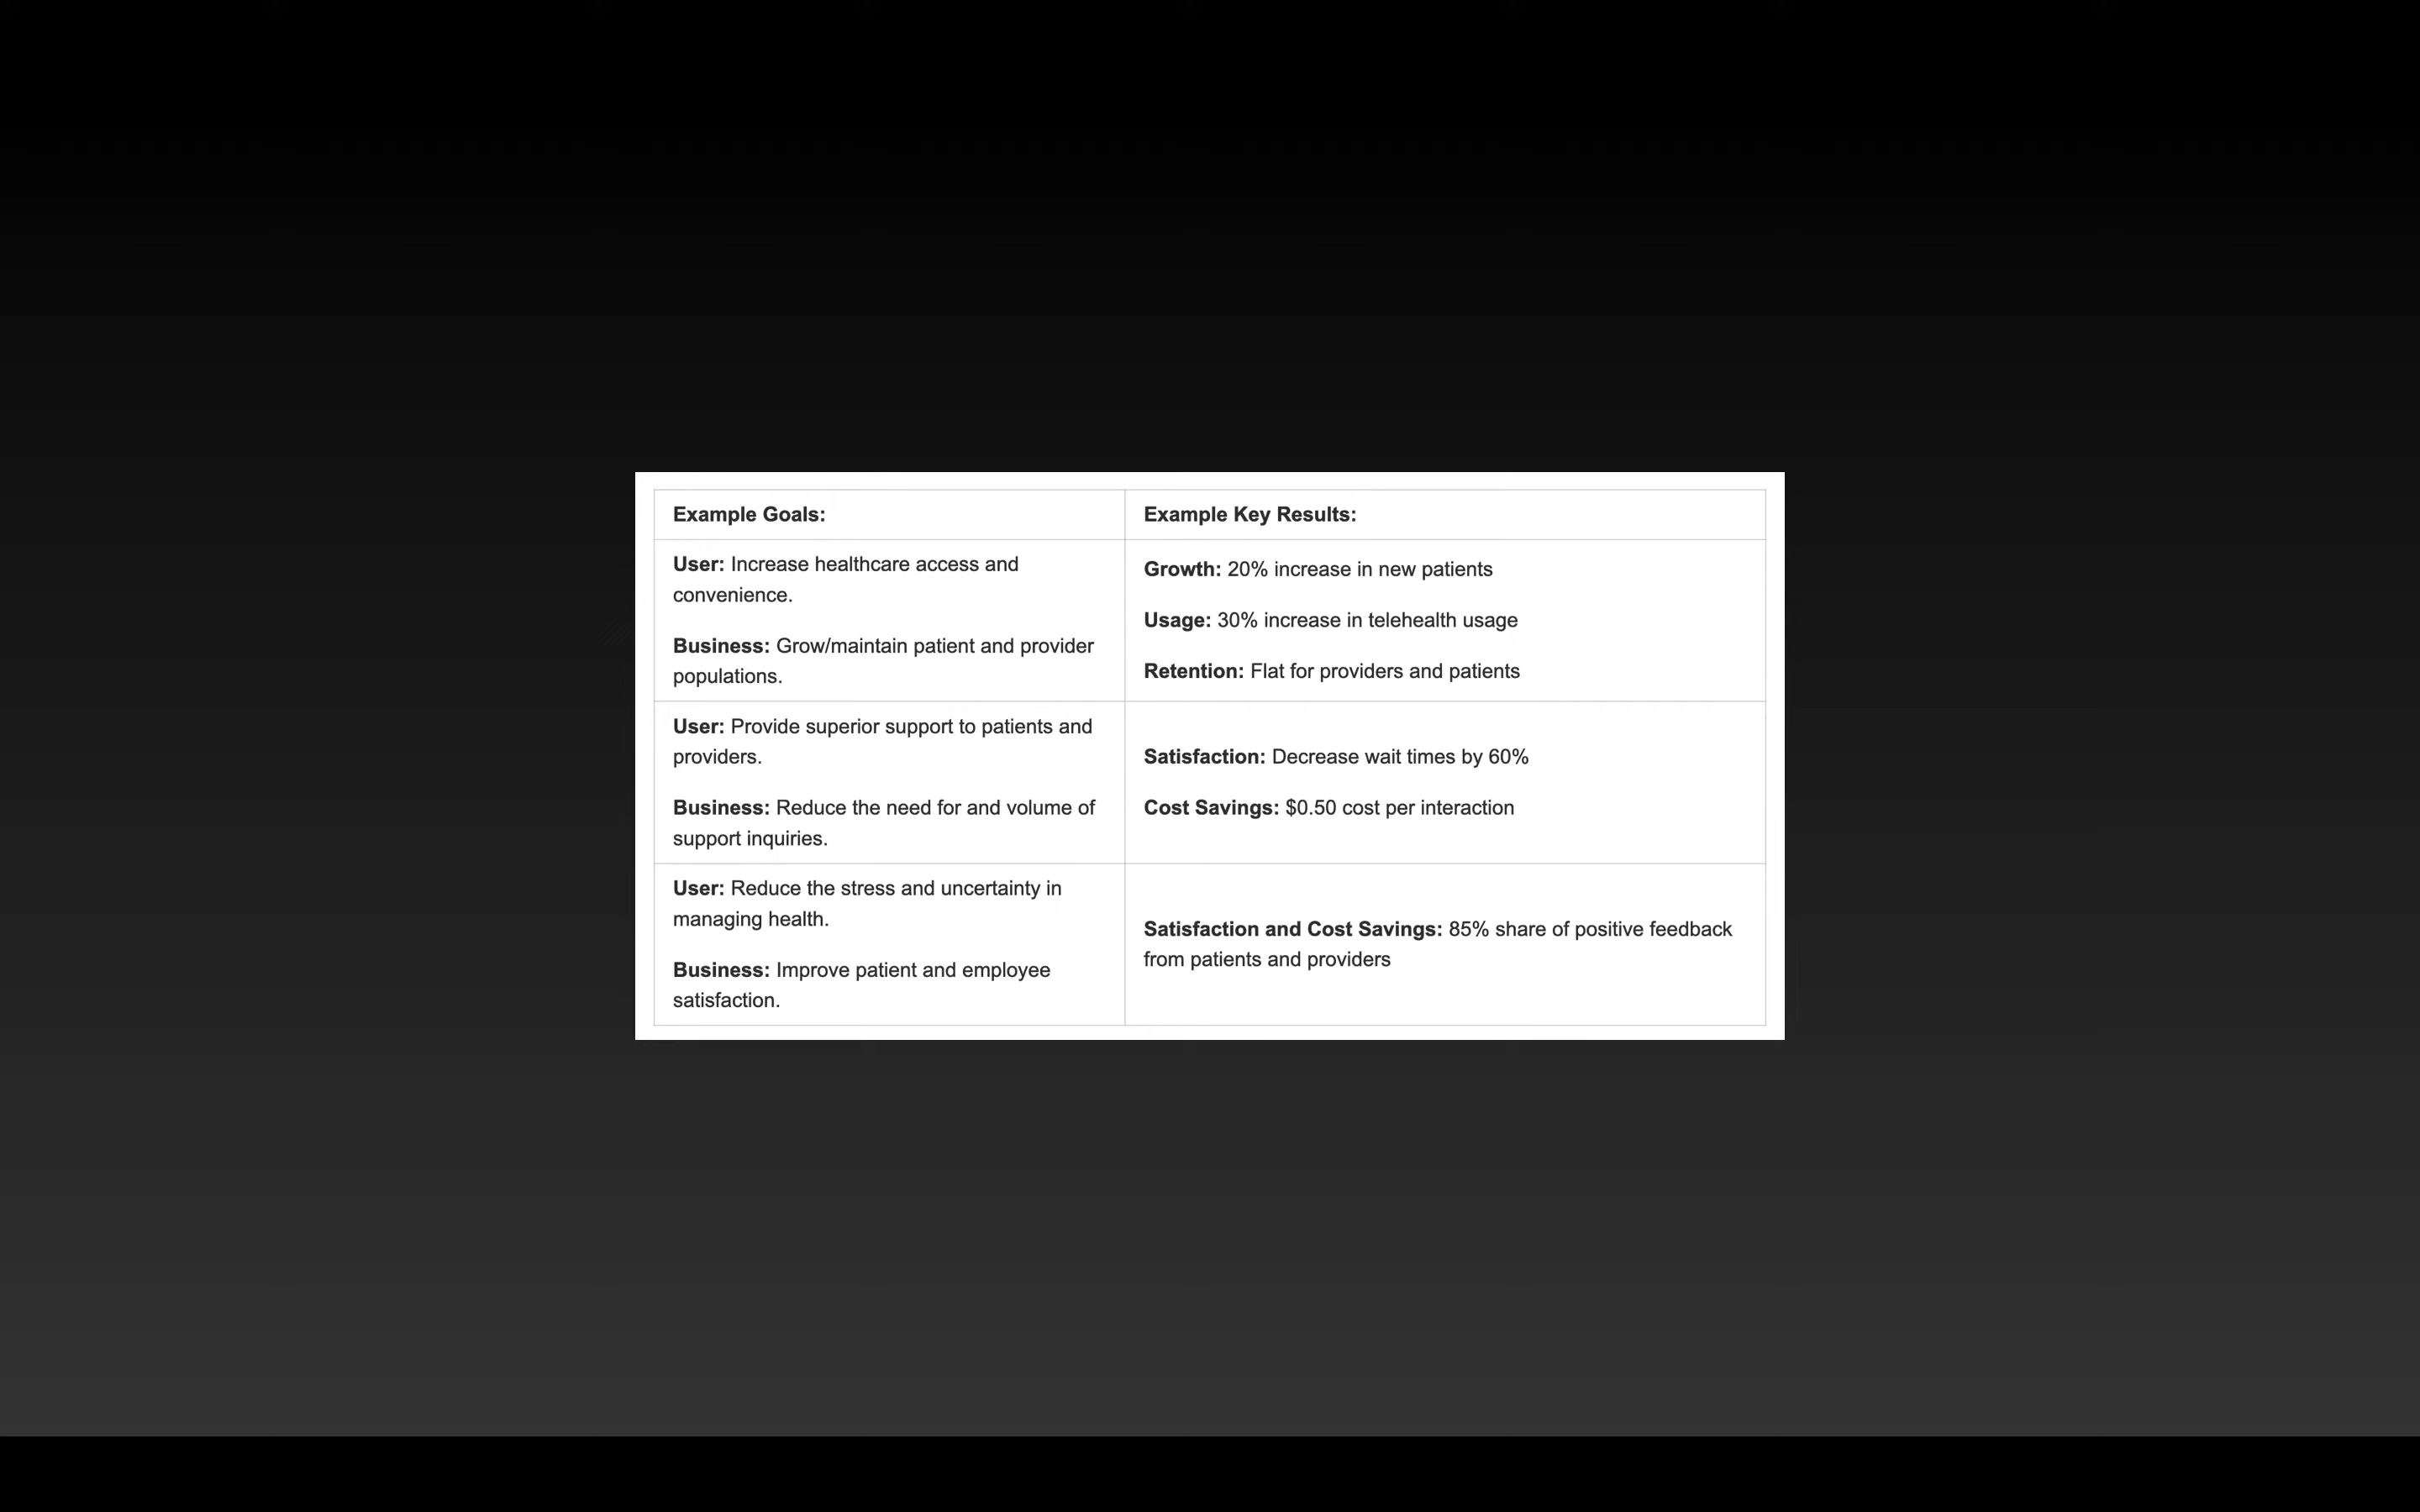 Example Goals:
Example Key Results:
User: Increase healthcare access and
convenience.
Business: Grow/maintain patient and provider
populations.
Growth: 20% increase in new patients
Usage: 30% increase in telehealth usage
Retention: Flat for providers and patients
User: Provide superior support to patients and
providers.
Business: Reduce the need for and volume of
support inquiries.
Satisfaction: Decrease wait times by 60%
Cost Savings: $0.50 cost per interaction
User: Reduce the stress and uncertainty in
managing health.
Business: Improve patient and employee
satisfaction.
Satisfaction and Cost Savings: 85% share of positive feedback
from patients and providers